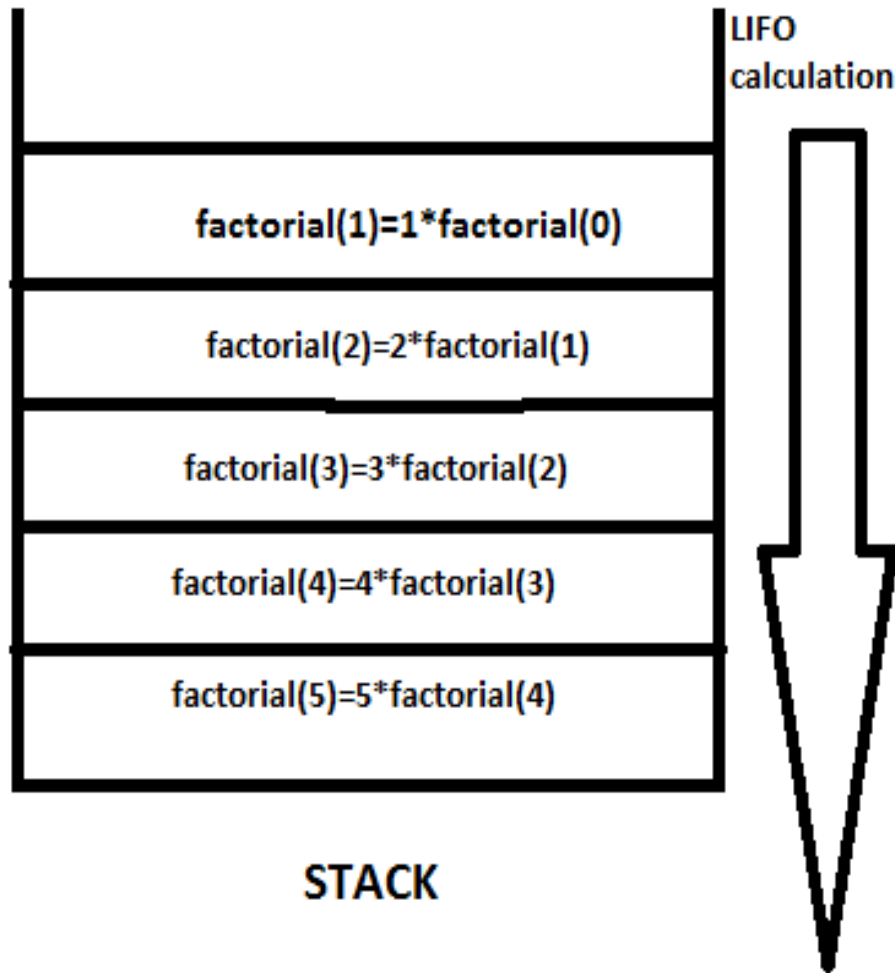 LIFO
calculation
factorial(1)=1*factorial(0)
factorial(2)=2*factorial(1)
factorial(3)=3*factorial(2)
factorial(4)=4*factorial(3)
factorial(5)=5*factorial(4)
STACK